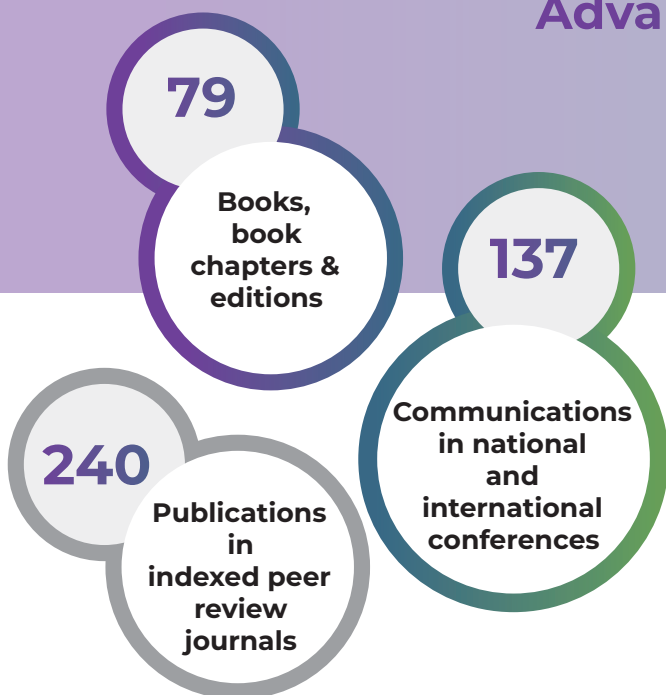 Adva
79
Books,
book
chapters &
editions
137
Communications
in national
and
international
conferences
240
Publications
in
indexed peer
review
journals